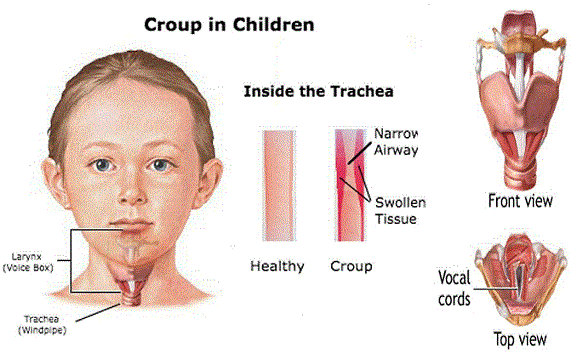 Croup in Children
Inside the Trachea
Narrow
Airway
Swollen
Tissue
Healthy
Croup
Larynx
(Voice Box)
Trachea
(Windpipe)
Front view
Vocal
cords
Top view